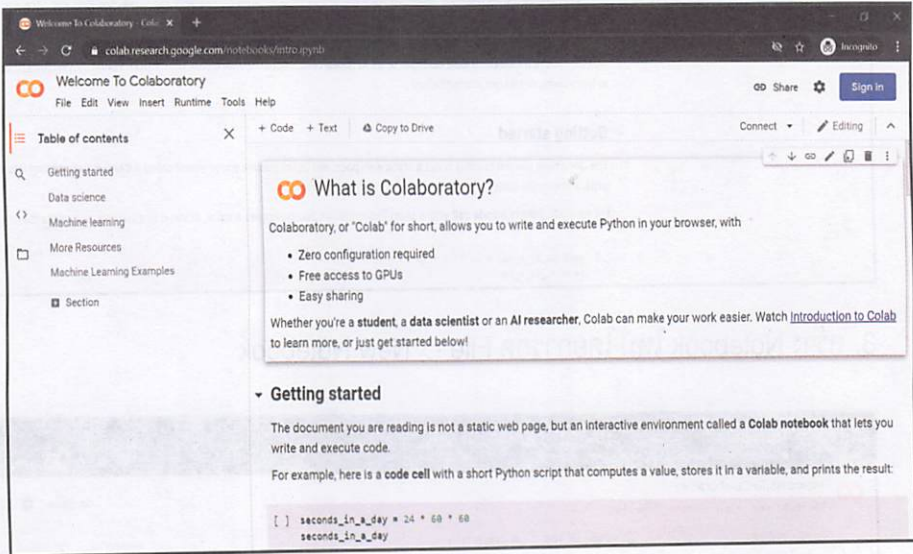 Welcome To Colaboratory - Cola
colab.research.google.com/notebooks/intro.ipynb
Incognito
Welcome To Colaboratory
File Edit View Insert Runtime Tools Help
Share
Sign in
Table of contents
+ Code + Text Copy to Drive
Connect
Editing
Getting started
Data science
Machine learning
More Resources
Machine Learning Examples
Section
What is Colaboratory?
Colaboratory, or "Colab" for short, allows you to write and execute Python in your browser, with
• Zero configuration required
• Free access to GPUs
• Easy sharing
Whether you're a student, a data scientist or an AI researcher, Colab can make your work easier. Watch Introduction to Colab
to learn more, or just get started below!
Getting started
The document you are reading is not a static web page, but an interactive environment called a Colab notebook that lets you
write and execute code.
For example, here is a code cell with a short Python script that computes a value, stores it in a variable, and prints the result:
[ ] seconds_in_a_day = 24 * 60 * 60
seconds_in_a_day